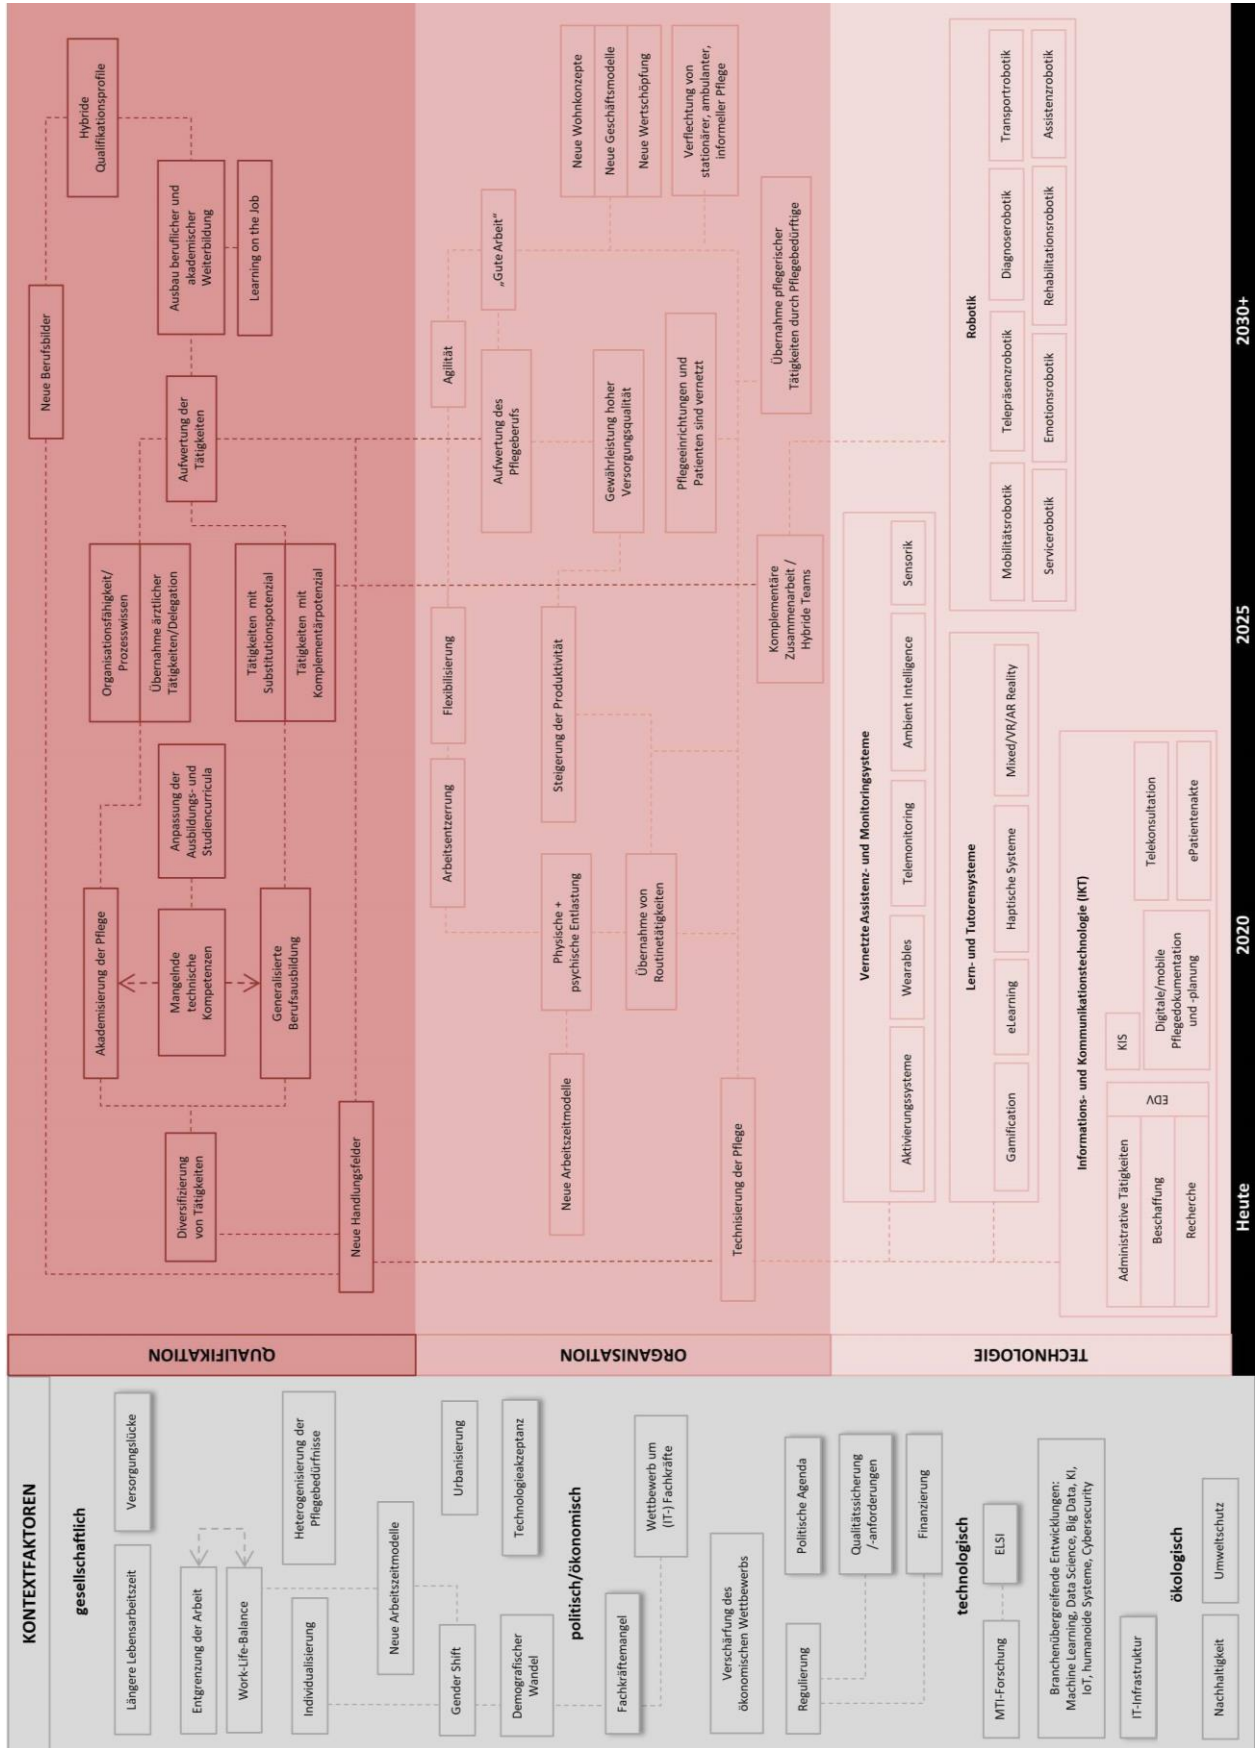 KONTEXTFAKTOREN
gesellschaftlich
Längere Lebensarbeitszeit
Versorgungslücke
Entgrenzung der Arbeit
Work-Life-Balance
Individualisierung
Heterogenisierung der
Pflegebedürfnisse
Neue Arbeitszeitmodelle
Gender Shift
Urbanisierung
Demografischer
Wandel
Technologieakzeptanz
politisch/ökonomisch
Fachkräftemangel
Wettbewerb um
(IT-) Fachkräfte
Verschärfung des
ökonomischen Wettbewerbs
Regulierung
Politische Agenda
Qualitätssicherung
/-anforderungen
Finanzierung
technologisch
MTI-Forschung
ELSI
Branchenübergreifende Entwicklungen:
Machine Learning, Data Science, Big Data, KI,
IoT, humanoide Systeme, Cybersecurity
IT-Infrastruktur
ökologisch
Nachhaltigkeit
Umweltschutz
QUALIFIKATION
Neue Berufsbilder
Hybride
Qualifikationsprofile
Diversifizierung
von Tätigkeiten
Akademisierung der Pflege
Mangelnde
technische
Kompetenzen
Generalisierte
Berufsausbildung
Anpassung der
Ausbildungs- und
Studiencurricula
Organisationsfähigkeit/
Prozesswissen
Übernahme ärztlicher
Tätigkeiten/Delegation
Tätigkeiten mit
Substitutionspotenzial
Tätigkeiten mit
Komplementärpotenzial
Aufwertung der
Tätigkeiten
Ausbau beruflicher und
akademischer
Weiterbildung
Learning on the Job
Neue Handlungsfelder
ORGANISATION
Arbeitsentzerrung
Flexibilisierung
Agilität
Neue Arbeitszeitmodelle
Physische +
psychische Entlastung
Übernahme von
Routinetätigkeiten
Steigerung der Produktivität
Aufwertung des
Pflegeberufs
„Gute Arbeit“
Gewährleistung hoher
Versorgungsqualität
Neue Wohnkonzepte
Neue Geschäftsmodelle
Neue Wertschöpfung
Pflegeeinrichtungen und
Patienten sind vernetzt
Verflechtung von
stationärer, ambulanter,
informeller Pflege
Technisierung der Pflege
Komplementäre
Zusammenarbeit /
Hybride Teams
Übernahme pflegerischer
Tätigkeiten durch Pflegebedürftige
TECHNOLOGIE
Vernetzte Assistenz- und Monitoringsysteme
Aktivierungssysteme
Wearables
Telemonitoring
Ambient Intelligence
Sensorik
Lern- und Tutorensysteme
Gamification
eLearning
Haptische Systeme
Mixed/VR/AR Reality
Robotik
Mobilitätsrobotik
Telepräsenzrobotik
Diagnoserobotik
Transportrobotik
Servicerobotik
Emotionsrobotik
Rehabilitationsrobotik
Assistenzrobotik
Informations- und Kommunikationstechnologie (IKT)
Administrative Tätigkeiten
Beschaffung
Recherche
EDV
KIS
Digitale/mobile
Pflegedokumentation
und -planung
Telekonsultation
ePatientenakte
Heute
2020
2025
2030+